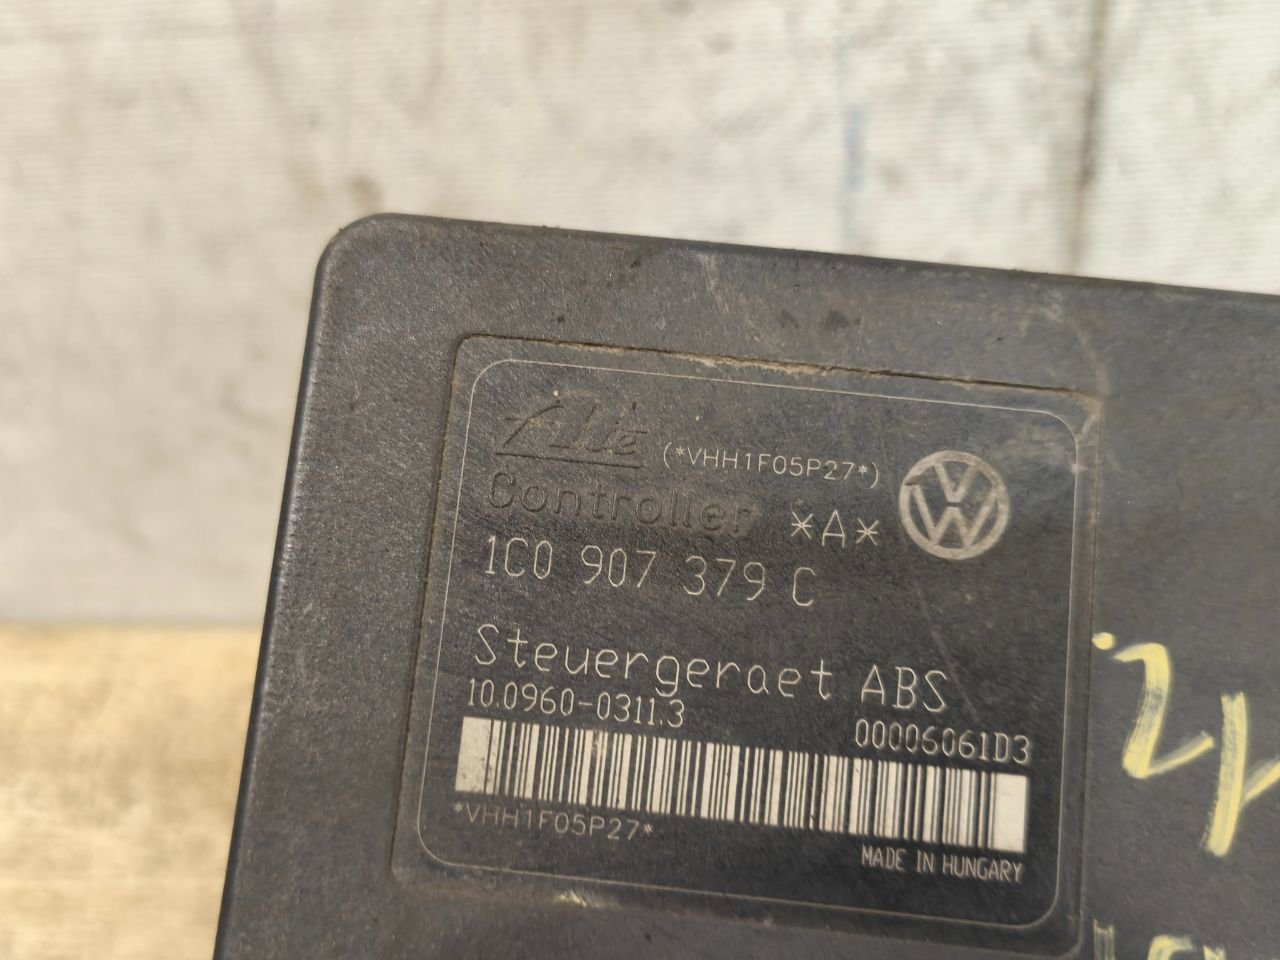 Ate (*VHH1F05P27*)
Controller *A*
1C0 907 379 C
Steuergeraet ABS
10.0960-0311.3 00006061D3
*VHH1F05P27*
MADE IN HUNGARY